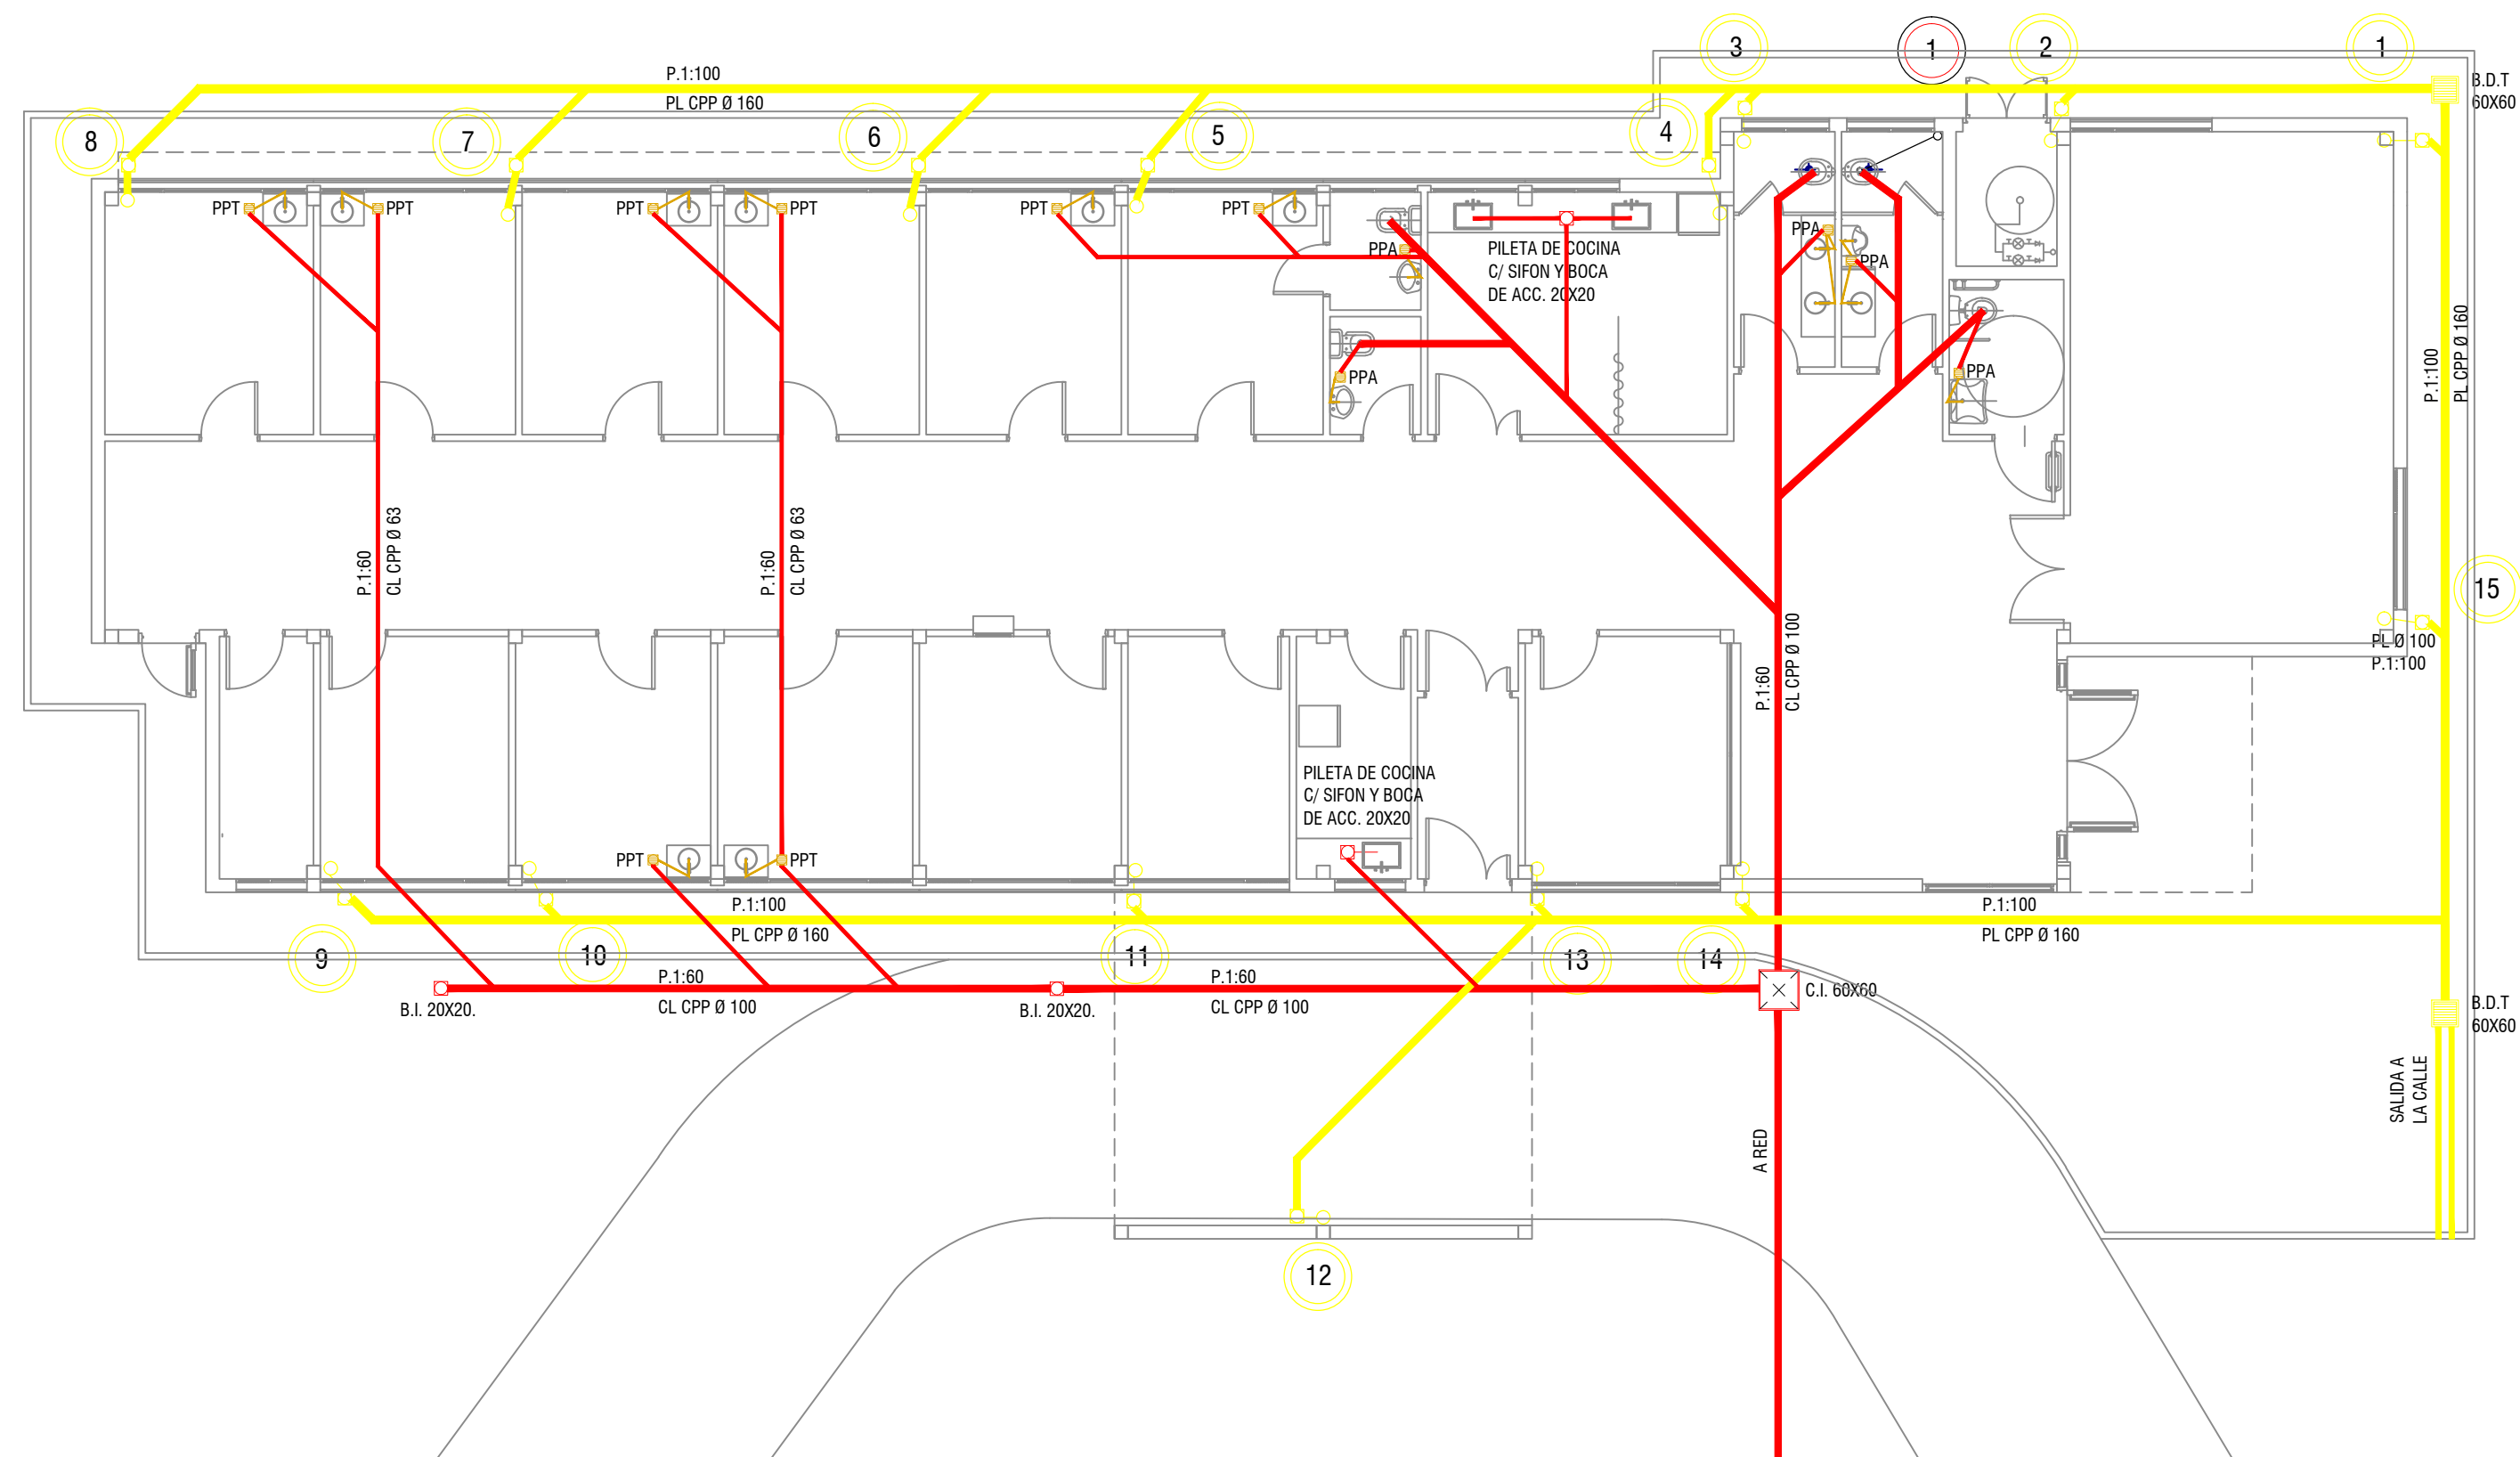 3
1
2
1
P.1:100
PL CPP Ø 160
B.D.T
60X60
8
7
6
5
4
PPT
PPT
PPT
PPT
PPT
PPT
PPA
PILETA DE COCINA
C/ SIFON Y BOCA
DE ACC. 20X20
PPA
PPA
PPA
PPA
P.1:100
PL CPP Ø 160
P.1:60
CL CPP Ø 63
P.1:60
CL CPP Ø 63
15
PL Ø 100
P.1:100
P.1:60
CL CPP Ø 100
PILETA DE COCINA
C/ SIFON Y BOCA
DE ACC. 20X20
PPT
PPT
P.1:100
PL CPP Ø 160
P.1:100
PL CPP Ø 160
9
10
11
13
14
P.1:60
CL CPP Ø 100
P.1:60
CL CPP Ø 100
B.I. 20X20.
B.I. 20X20.
C.I. 60X60
B.D.T
60X60
SALIDA A
LA CALLE
A RED
12